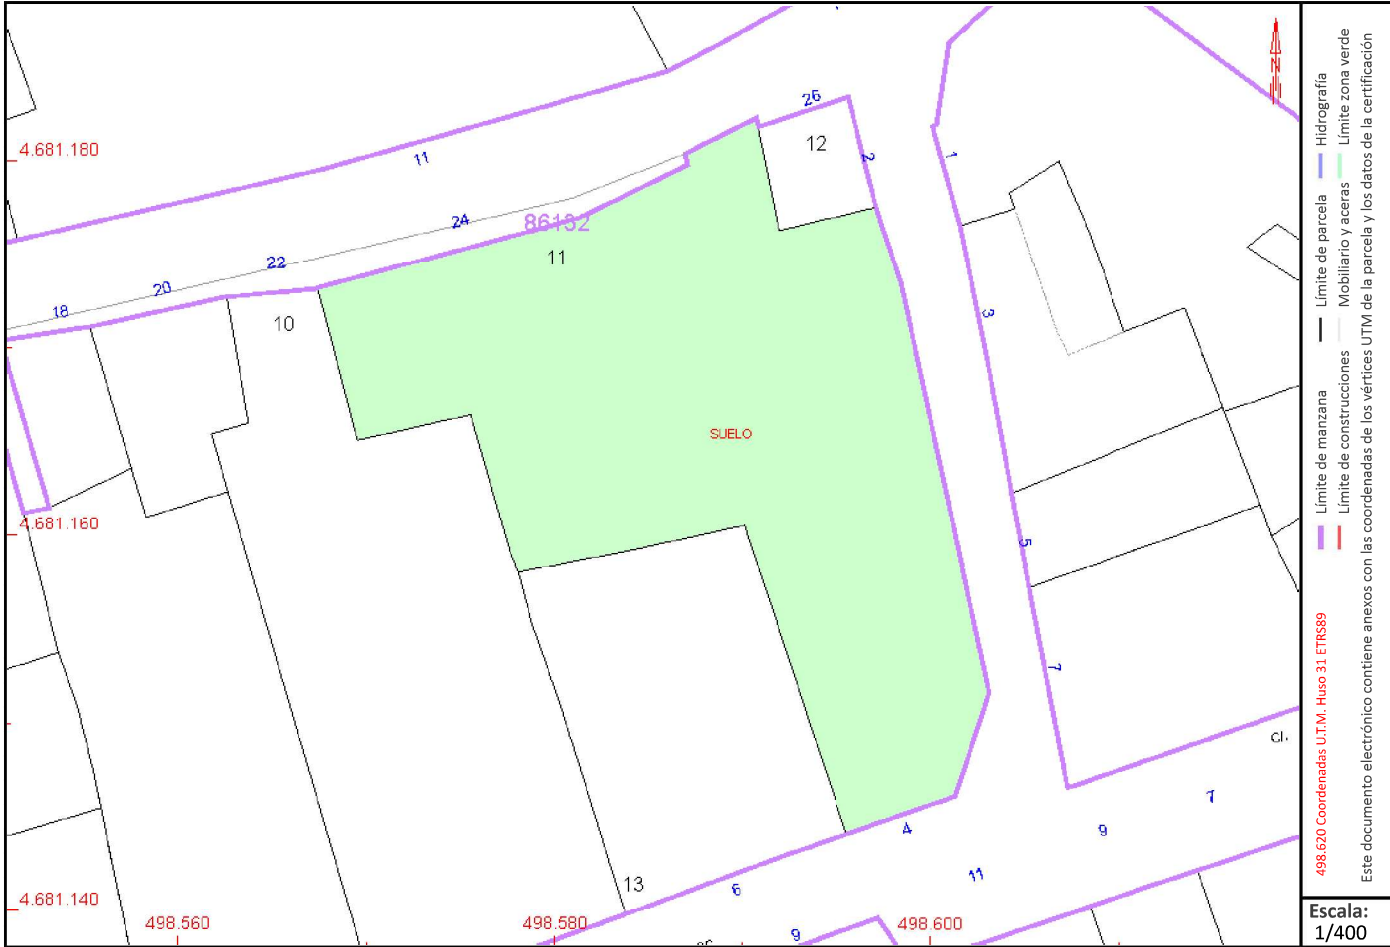 26
12
2
1
4.681.180
11
24
86132
11
22
20
18
10
3
SUELO
4.681.160
5
7
Cl.
7
9
4
11
13
6
4.681.140
498.560
498.580
498.600
9
N
Límite de manzana
Límite de parcela
Hidrografía
Límite de construcciones
Mobiliario y aceras
Límite zona verde
498.620 Coordenadas U.T.M. Huso 31 ETRS89
Este documento electrónico contiene anexos con las coordenadas de los vértices UTM de la parcela y los datos de la certificación
Escala:
1/400